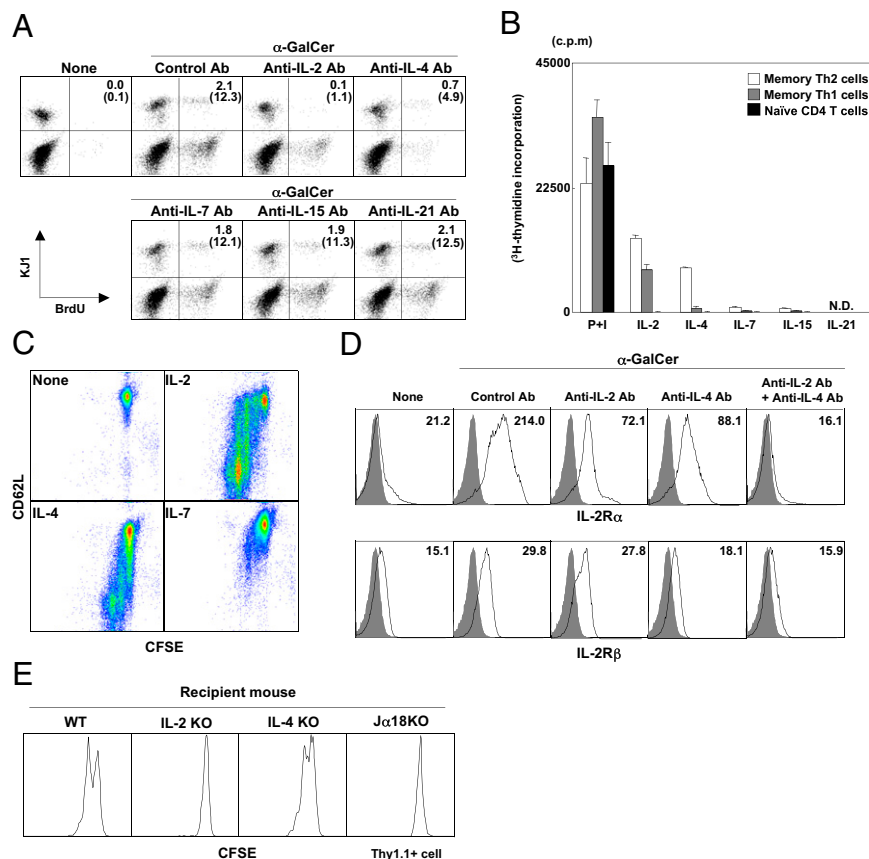 A
α-GalCer
None Control Ab Anti-IL-2 Ab Anti-IL-4 Ab
0.0 2.1 0.1 0.7
(0.1) (12.3) (1.1) (4.9)
α-GalCer
Anti-IL-7 Ab Anti-IL-15 Ab Anti-IL-21 Ab
1.8 1.9 2.1
(12.1) (11.3) (12.5)
KJ1
BrdU
B
(c.p.m)
45000
22500
0
(³H-thymidine incorporation)
Memory Th2 cells
Memory Th1 cells
Naïve CD4 T cells
N.D.
P+I IL-2 IL-4 IL-7 IL-15 IL-21
C
None IL-2
IL-4 IL-7
CD62L
CFSE
D
α-GalCer
None Control Ab Anti-IL-2 Ab Anti-IL-4 Ab Anti-IL-2 Ab
+ Anti-IL-4 Ab
21.2 214.0 72.1 88.1 16.1
IL-2Rα
15.1 29.8 27.8 18.1 15.9
IL-2Rβ
E
Recipient mouse
WT IL-2 KO IL-4 KO Jα18KO
CFSE Thy1.1+ cell